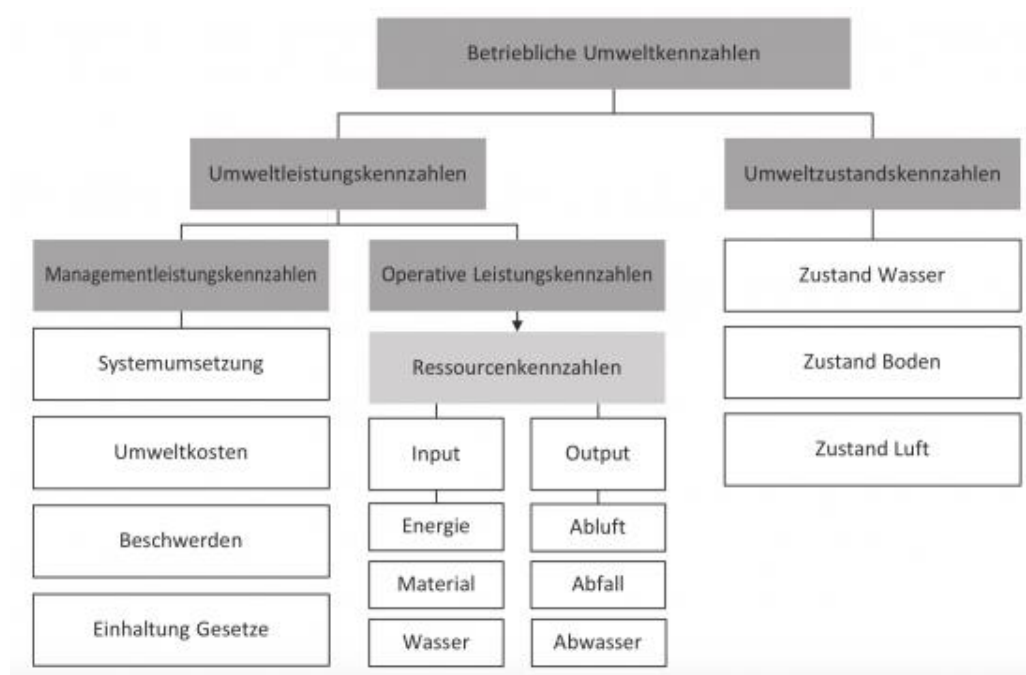 Betriebliche Umweltkennzahlen
Umweltleistungskennzahlen
Umweltzustandskennzahlen
Managementleistungskennzahlen
Operative Leistungskennzahlen
Zustand Wasser
Systemumsetzung
Ressourcenkennzahlen
Zustand Boden
Umweltkosten
Input
Output
Zustand Luft
Energie
Abluft
Beschwerden
Material
Abfall
Einhaltung Gesetze
Wasser
Abwasser